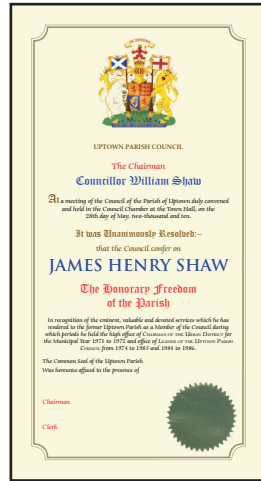 UPTOWN PARISH COUNCIL
The Chairman
Councillor William Shaw
At a meeting of the Council of the Parish of Uptown duly convened
and held in the Council Chamber at the Town Hall, on the
28th day of May, two-thousand and ten.
It was Unanimously Resolved:–
that the Council confer on
JAMES HENRY SHAW
The Honorary Freedom
of the Parish
In recognition of the eminent, valuable and devoted services which he has
rendered to the former Uptown Parish as a Member of the Council during
which periods he held the high office of CHAIRMAN OF THE URBAN DISTRICT for
the Municipal Year 1971 to 1972 and office of LEADER OF THE UPTOWN PARISH
COUNCIL from 1974 to 1983 and 1984 to 1986.
The Common Seal of the Uptown Parish
Was hereunto affixed in the presence of
Chairman
Clerk